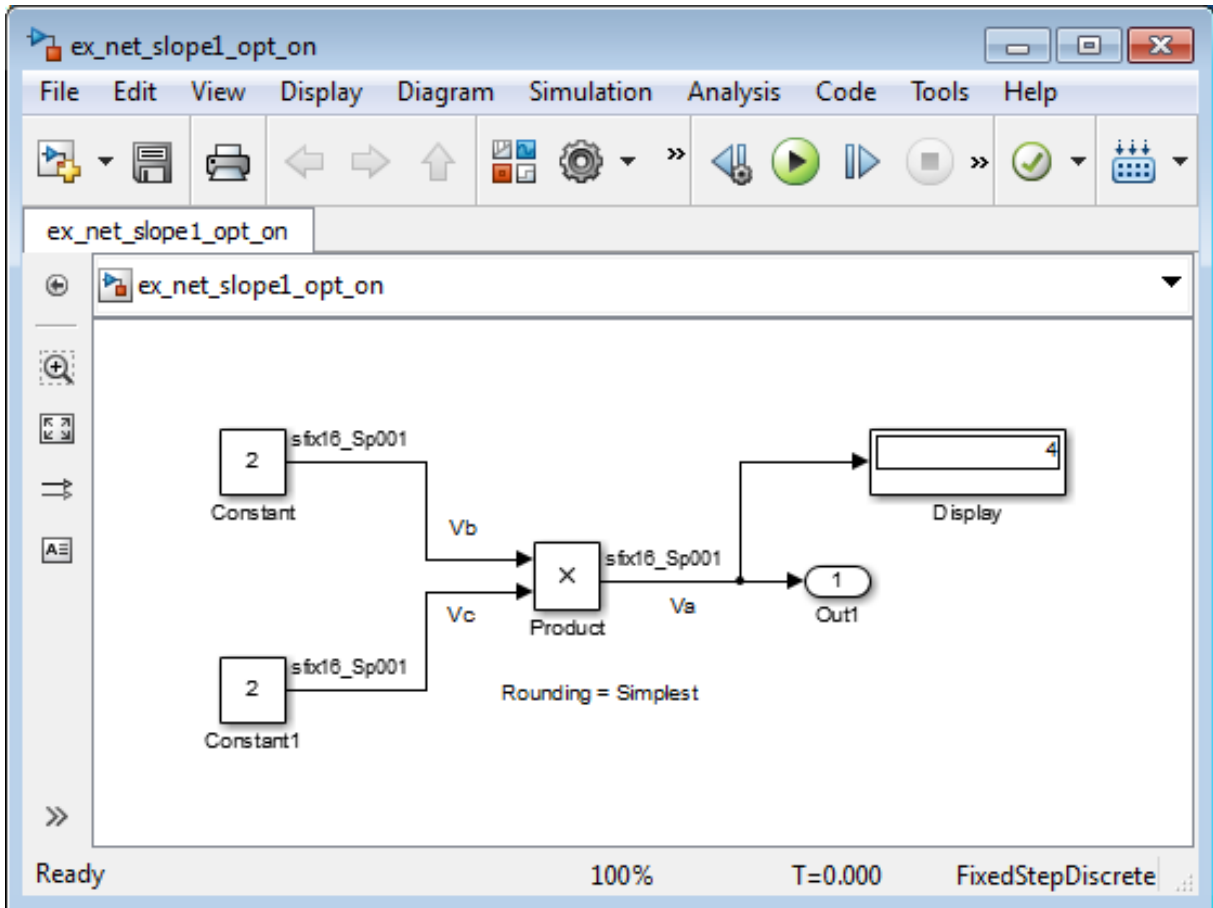 ex_net_slope1_opt_on
File Edit View Display Diagram Simulation Analysis Code Tools Help
ex_net_slope1_opt_on
ex_net_slope1_opt_on
2
sfix16_Sp001
Constant
Vb
4
Display
×
sfix16_Sp001
Product
Va
1
Out1
Vc
2
sfix16_Sp001
Constant1
Rounding = Simplest
Ready 100% T=0.000 FixedStepDiscrete